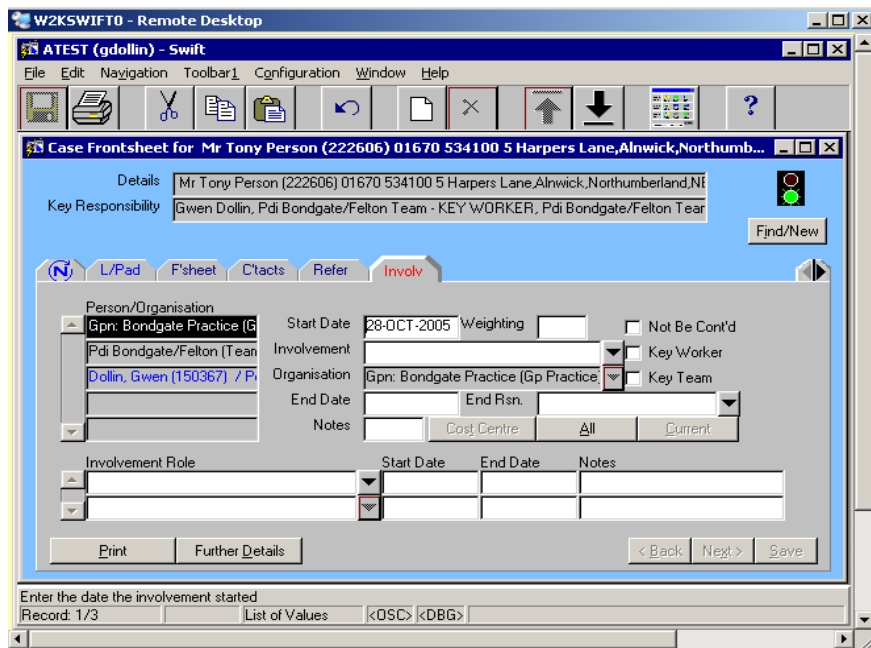 W2KSWIFT0 - Remote Desktop
ATEST (gdollin) - Swift
File Edit Navigation Toolbar1 Configuration Window Help
Case Frontsheet for Mr Tony Person (222606) 01670 534100 5 Harpers Lane,Alnwick,Northumb...
Details Mr Tony Person (222606) 01670 534100 5 Harpers Lane,Alnwick,Northumberland,NE
Key Responsibility Gwen Dollin, Pdi Bondgate/Felton Team - KEY WORKER, Pdi Bondgate/Felton Tear
Find/New
N L/Pad F'sheet C'tacts Refer Involv
Person/Organisation
Gpn: Bondgate Practice (G Start Date 28-OCT-2005 Weighting Not Be Cont'd
Pdi Bondgate/Felton (Team Involvement Key Worker
Dollin, Gwen (150367) / P Organisation Gpn: Bondgate Practice (Gp Practice) Key Team
End Date End Rsn.
Notes Cost Centre All Current
Involvement Role Start Date End Date Notes
Print Further Details < Back Next > Save
Enter the date the involvement started
Record: 1/3 List of Values <OSC> <DBG>